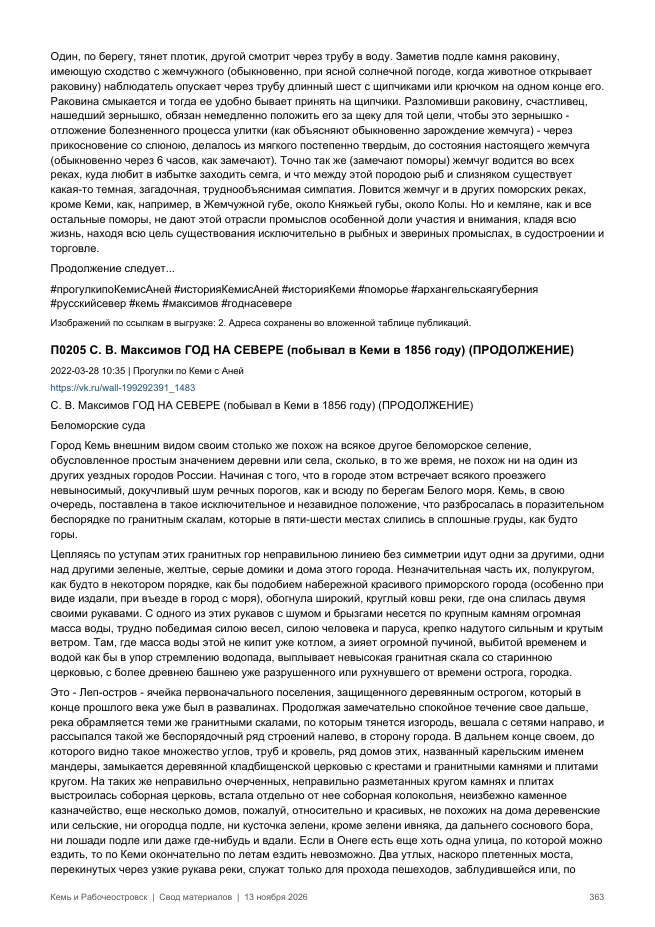 Один, по берегу, тянет плотик, другой смотрит через трубу в воду. Заметив подле камня раковину,
имеющую сходство с жемчужного (обыкновенно, при ясной солнечной погоде, когда животное открывает
раковину) наблюдатель опускает через трубу длинный шест с щипчиками или крючком на одном конце его.
Раковина смыкается и тогда ее удобно бывает принять на щипчики. Разломивши раковину, счастливец,
нашедший зернышко, обязан немедленно положить его за щеку для той цели, чтобы это зернышко -
отложение болезненного процесса улитки (как объясняют обыкновенно зарождение жемчуга) - через
прикосновение со слюною, делалось из мягкого постепенно твердым, до состояния настоящего жемчуга
(обыкновенно через 6 часов, как замечают). Точно так же (замечают поморы) жемчуг водится во всех
реках, куда любит в избытке заходить семга, и что между этой породою рыб и слизняком существует
какая-то темная, загадочная, труднообъяснимая симпатия. Ловится жемчуг и в других поморских реках,
кроме Кеми, как, например, в Жемчужной губе, около Княжьей губы, около Колы. Но и кемляне, как и все
остальные поморы, не дают этой отрасли промыслов особенной доли участия и внимания, кладя всю
жизнь, находя всю цель существования исключительно в рыбных и звериных промыслах, в судостроении и
торговле.
Продолжение следует...
#прогулкипоКемисАней #историяКемисАней #историяКеми #поморье #архангельскаягуберния
#русскийсевер #кемь #максимов #годнасевере
Изображений по ссылкам в выгрузке: 2. Адреса сохранены во вложенной таблице публикаций.
П0205 С. В. Максимов ГОД НА СЕВЕРЕ (побывал в Кеми в 1856 году) (ПРОДОЛЖЕНИЕ)
2022-03-28 10:35 | Прогулки по Кеми с Аней
https://vk.ru/wall-199292391_1483
С. В. Максимов ГОД НА СЕВЕРЕ (побывал в Кеми в 1856 году) (ПРОДОЛЖЕНИЕ)
Беломорские суда
Город Кемь внешним видом своим столько же похож на всякое другое беломорское селение,
обусловленное простым значением деревни или села, сколько, в то же время, не похож ни на один из
других уездных городов России. Начиная с того, что в городе этом встречает всякого проезжего
невыносимый, докучливый шум речных порогов, как и всюду по берегам Белого моря. Кемь, в свою
очередь, поставлена в такое исключительное и незавидное положение, что разбросалась в поразительном
беспорядке по гранитным скалам, которые в пяти-шести местах слились в сплошные груды, как будто
горы.
Цепляясь по уступам этих гранитных гор неправильною линиею без симметрии идут одни за другими, одни
над другими зеленые, желтые, серые домики и дома этого города. Незначительная часть их, полукругом,
как будто в некотором порядке, как бы подобием набережной красивого приморского города (особенно при
виде издали, при въезде в город с моря), обогнула широкий, круглый ковш реки, где она слилась двумя
своими рукавами. С одного из этих рукавов с шумом и брызгами несется по крупным камням огромная
масса воды, трудно победимая силою весел, силою человека и паруса, крепко надутого сильным и крутым
ветром. Там, где масса воды этой не кипит уже котлом, а зияет огромной пучиной, выбитой временем и
водой как бы в упор стремлению водопада, выплывает невысокая гранитная скала со старинною
церковью, с более древнею башнею уже разрушенного или рухнувшего от времени острога, городка.
Это - Леп-остров - ячейка первоначального поселения, защищенного деревянным острогом, который в
конце прошлого века уже был в развалинах. Продолжая замечательно спокойное течение свое дальше,
река обрамляется теми же гранитными скалами, по которым тянется изгородь, вешала с сетями направо, и
рассыпался такой же беспорядочный ряд строений налево, в сторону города. В дальнем конце своем, до
которого видно такое множество углов, труб и кровель, ряд домов этих, названный карельским именем
мандеры, замыкается деревянной кладбищенской церковью с крестами и гранитными камнями и плитами
кругом. На таких же неправильно очерченных, неправильно разметанных кругом камнях и плитах
выстроилась соборная церковь, встала отдельно от нее соборная колокольня, неизбежно каменное
казначейство, еще несколько домов, пожалуй, относительно и красивых, не похожих на дома деревенские
или сельские, ни огородца подле, ни кусточка зелени, кроме зелени ивняка, да дальнего соснового бора,
ни лошади подле или даже где-нибудь и вдали. Если в Онеге есть еще хоть одна улица, по которой можно
ездить, то по Кеми окончательно по летам ездить невозможно. Два утлых, наскоро плетенных моста,
перекинутых через узкие рукава реки, служат только для прохода пешеходов, заблудившейся или, по
Кемь и Рабочеостровск | Свод материалов | 13 ноября 2026
363